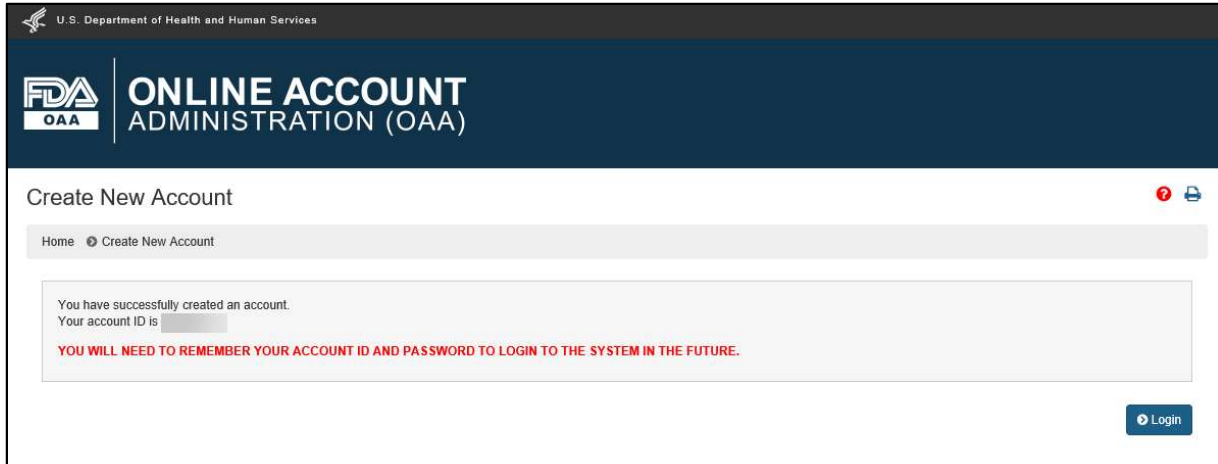 U.S. Department of Health and Human Services
FDA
OAA
ONLINE ACCOUNT
ADMINISTRATION (OAA)
Create New Account
Home Create New Account
You have successfully created an account.
Your account ID is
YOU WILL NEED TO REMEMBER YOUR ACCOUNT ID AND PASSWORD TO LOGIN TO THE SYSTEM IN THE FUTURE.
Login